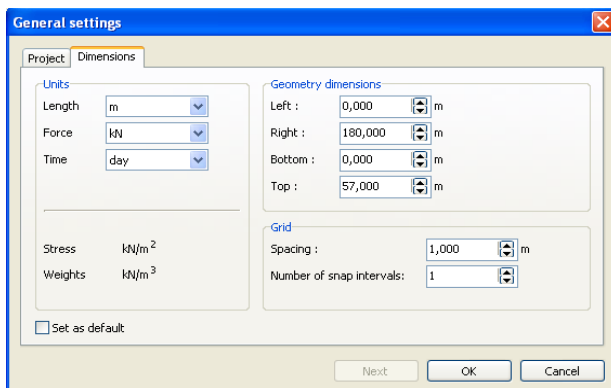 General settings
Project Dimensions
Units
Length m
Force kN
Time day
Stress kN/m²
Weights kN/m³
Geometry dimensions
Left : 0,000 m
Right : 180,000 m
Bottom : 0,000 m
Top : 57,000 m
Grid
Spacing : 1,000 m
Number of snap intervals: 1
Set as default
Next OK Cancel